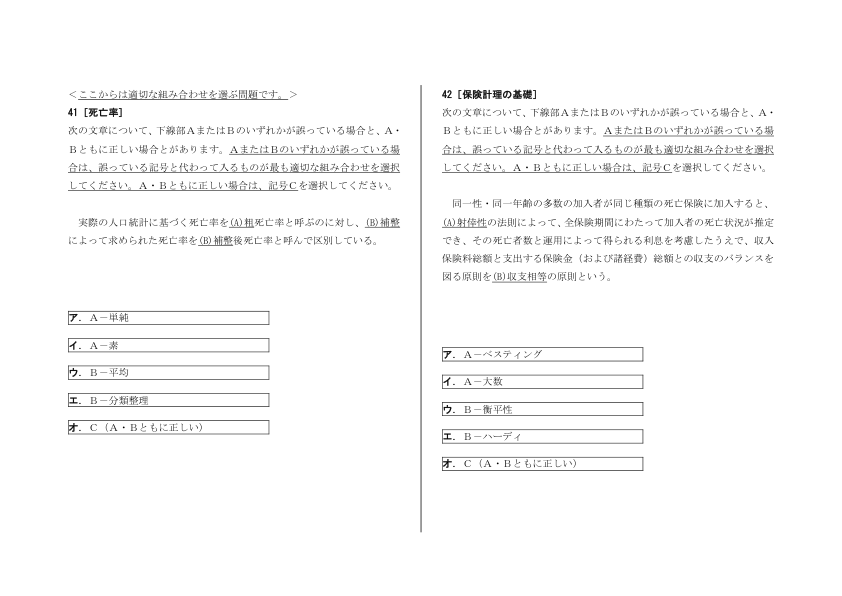 ＜ここからは適切な組み合わせを選ぶ問題です。＞
41［死亡率］
次の文章について、下線部ＡまたはＢのいずれかが誤っている場合と、Ａ・
Ｂともに正しい場合とがあります。ＡまたはＢのいずれかが誤っている場
合は、誤っている記号と代わって入るものが最も適切な組み合わせを選択
してください。Ａ・Ｂともに正しい場合は、記号Ｃを選択してください。
実際の人口統計に基づく死亡率を(A)粗死亡率と呼ぶのに対し、(B)補整
によって求められた死亡率を(B)補整後死亡率と呼んで区別している。
ア．Ａ－単純
イ．Ａ－素
ウ．Ｂ－平均
エ．Ｂ－分類整理
オ．Ｃ（Ａ・Ｂともに正しい）
42［保険計理の基礎］
次の文章について、下線部ＡまたはＢのいずれかが誤っている場合と、Ａ・
Ｂともに正しい場合とがあります。ＡまたはＢのいずれかが誤っている場
合は、誤っている記号と代わって入るものが最も適切な組み合わせを選択
してください。Ａ・Ｂともに正しい場合は、記号Ｃを選択してください。
同一性・同一年齢の多数の加入者が同じ種類の死亡保険に加入すると、
(A)射倖性の法則によって、全保険期間にわたって加入者の死亡状況が推定
でき、その死亡者数と運用によって得られる利息を考慮したうえで、収入
保険料総額と支出する保険金（および諸経費）総額との収支のバランスを
図る原則を(B)収支相等の原則という。
ア．Ａ－ベスティング
イ．Ａ－大数
ウ．Ｂ－衡平性
エ．Ｂ－ハーディ
オ．Ｃ（Ａ・Ｂともに正しい）